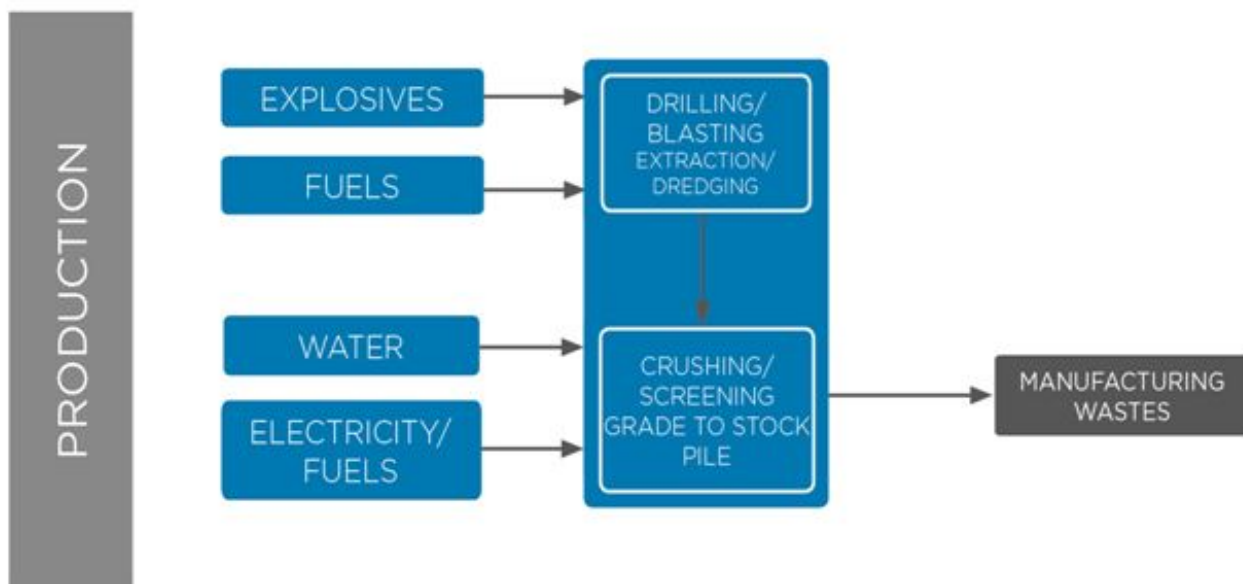 PRODUCTION
EXPLOSIVES
FUELS
WATER
ELECTRICITY/
FUELS
DRILLING/
BLASTING
EXTRACTION/
DREDGING
CRUSHING/
SCREENING
GRADE TO STOCK
PILE
MANUFACTURING
WASTES